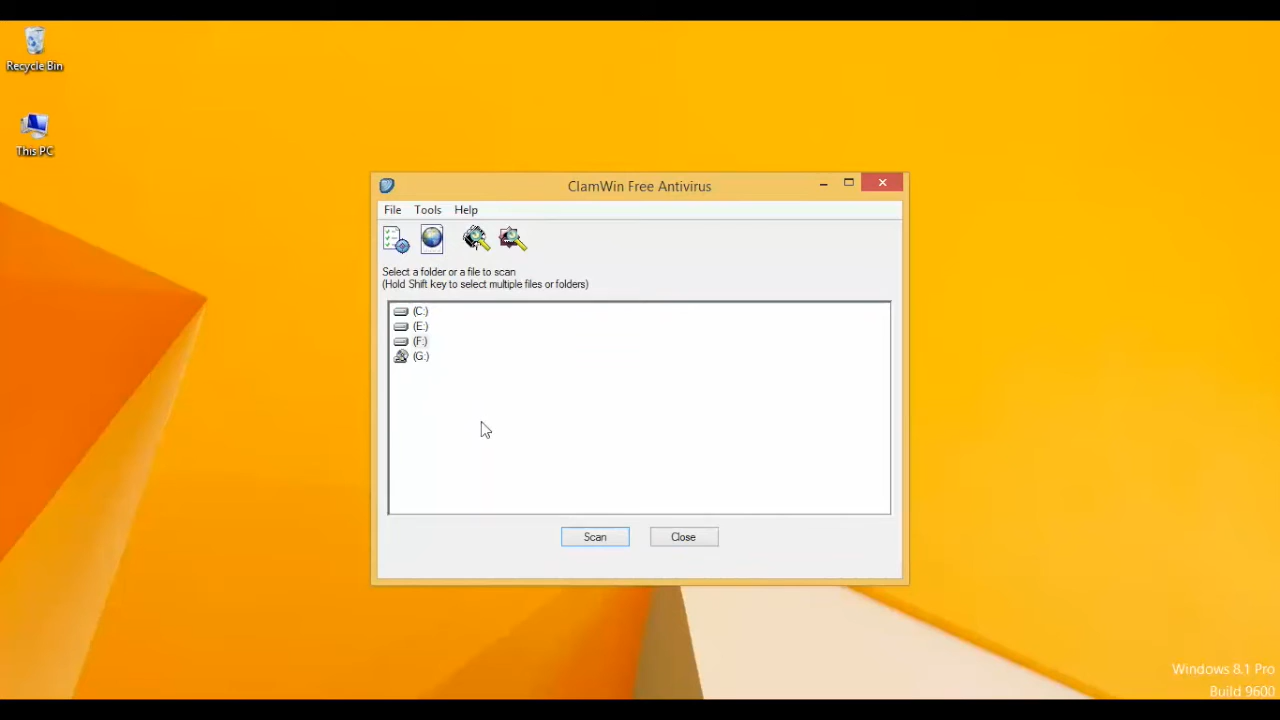 Recycle Bin
This PC
ClamWin Free Antivirus
File Tools Help
Select a folder or a file to scan
(Hold Shift key to select multiple files or folders)
(C:)
(E:)
(F:)
(G:)
Scan Close
Windows 8.1 Pro
Build 9600